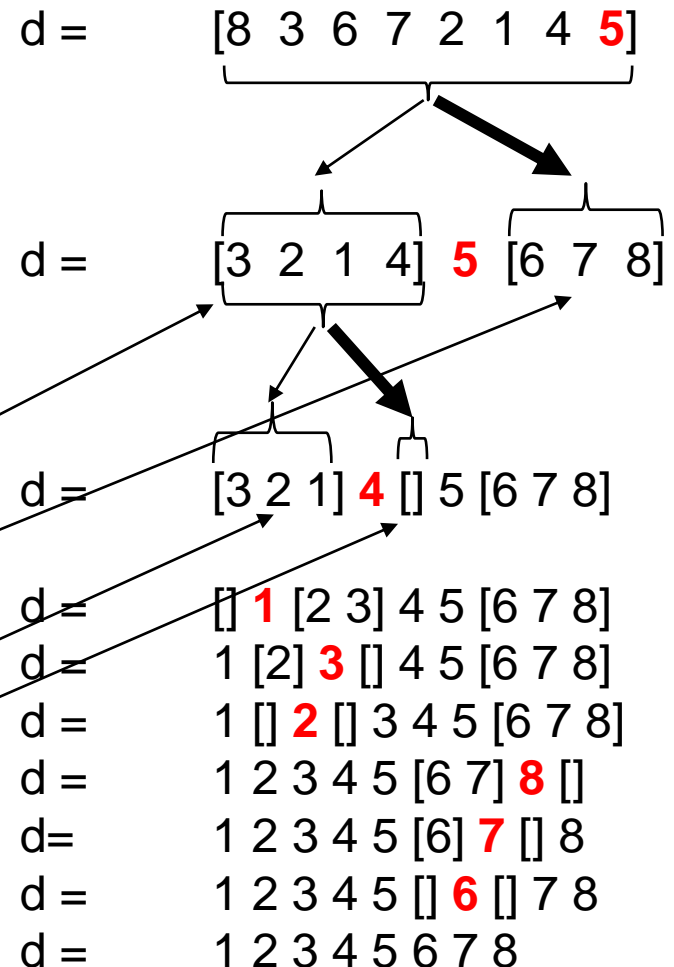 d = [8 3 6 7 2 1 4 5]
d = [3 2 1 4] 5 [6 7 8]
d = [3 2 1] 4 [] 5 [6 7 8]
d = [] 1 [2 3] 4 5 [6 7 8]
d = 1 [2] 3 [] 4 5 [6 7 8]
d = 1 [] 2 [] 3 4 5 [6 7 8]
d = 1 2 3 4 5 [6 7] 8 []
d= 1 2 3 4 5 [6] 7 [] 8
d = 1 2 3 4 5 [] 6 [] 7 8
d = 1 2 3 4 5 6 7 8